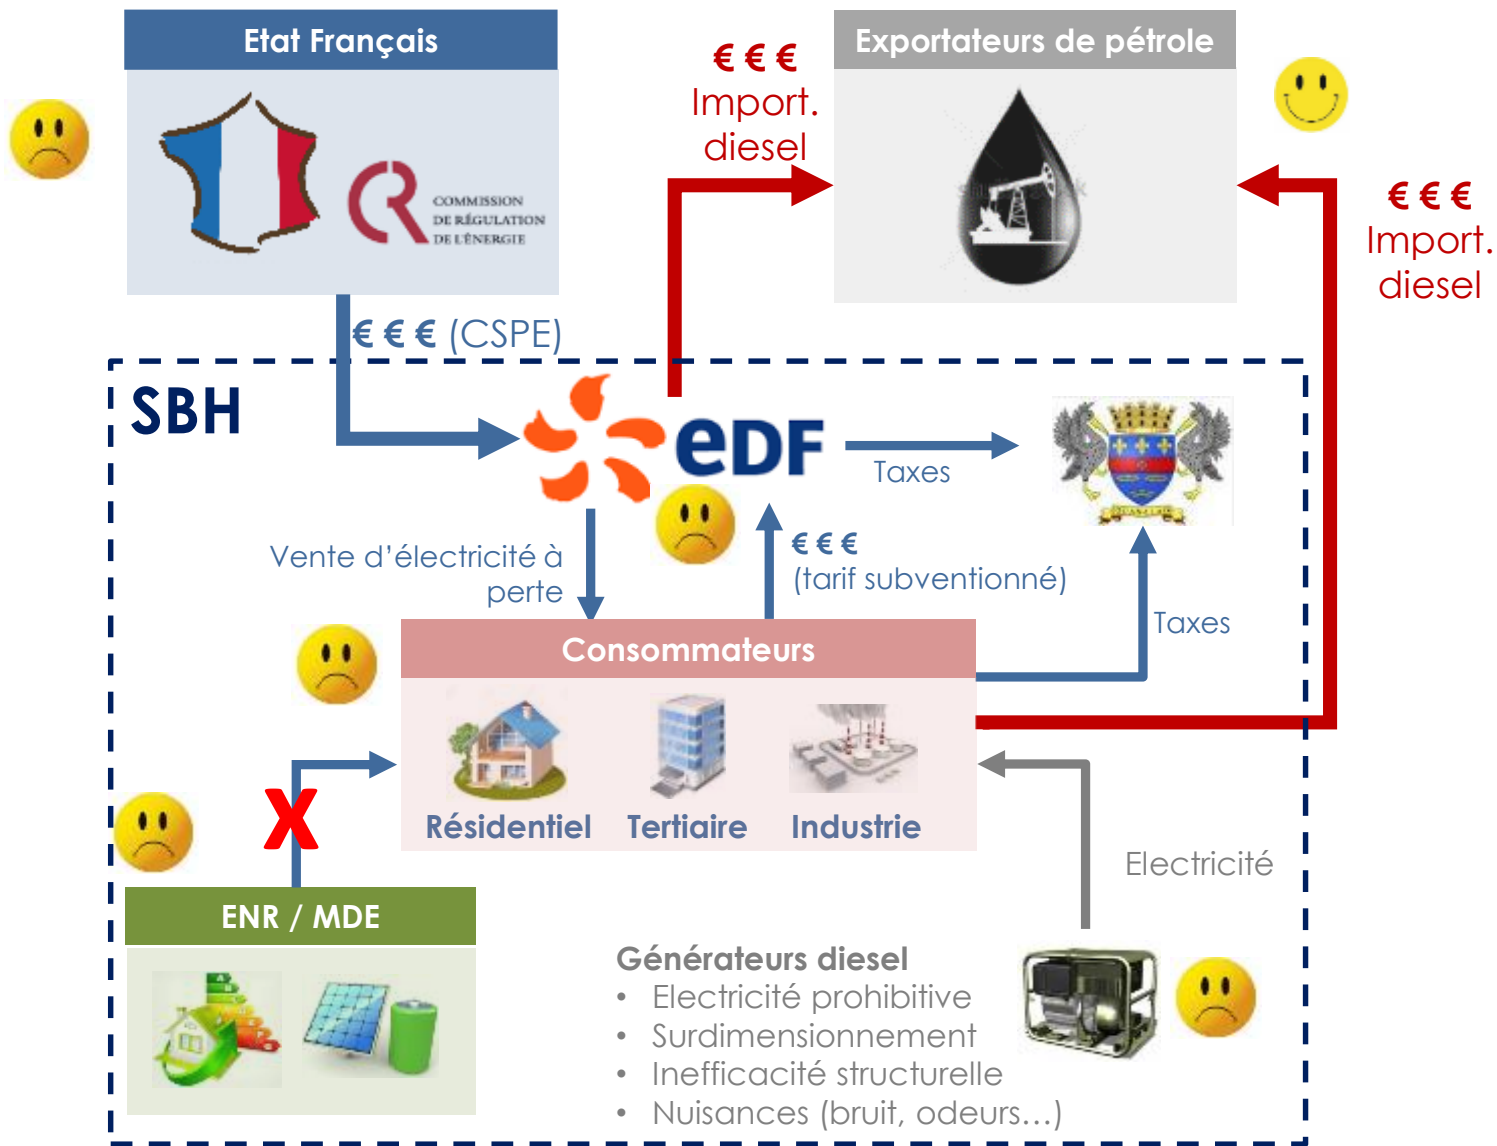 Etat Français
COMMISSION
DE RÉGULATION
DE L'ÉNERGIE
€ € €
Import.
diesel
Exportateurs de pétrole
€ € €
Import.
diesel
€ € € (CSPE)
SBH
eDF
Taxes
Vente d'électricité à
perte
€ € €
(tarif subventionné)
Taxes
Consommateurs
Résidentiel
Tertiaire
Industrie
X
Electricité
ENR / MDE
Générateurs diesel
• Electricité prohibitive
• Surdimensionnement
• Inefficacité structurelle
• Nuisances (bruit, odeurs…)